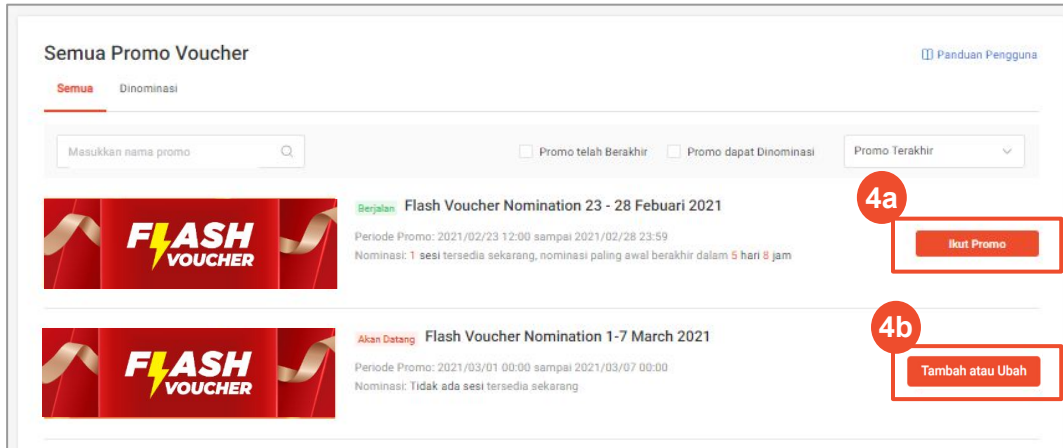 Semua Promo Voucher
Panduan Pengguna
Semua Dinominasi
Masukkan nama promo
Promo telah Berakhir Promo dapat Dinominasi Promo Terakhir
4a
FLASH
VOUCHER
Berjalan Flash Voucher Nomination 23 - 28 Febuari 2021
Periode Promo: 2021/02/23 12:00 sampai 2021/02/28 23:59
Nominasi: 1 sesi tersedia sekarang, nominasi paling awal berakhir dalam 5 hari 8 jam
Ikut Promo
4b
FLASH
VOUCHER
Akan Datang Flash Voucher Nomination 1-7 March 2021
Periode Promo: 2021/03/01 00:00 sampai 2021/03/07 00:00
Nominasi: Tidak ada sesi tersedia sekarang
Tambah atau Ubah